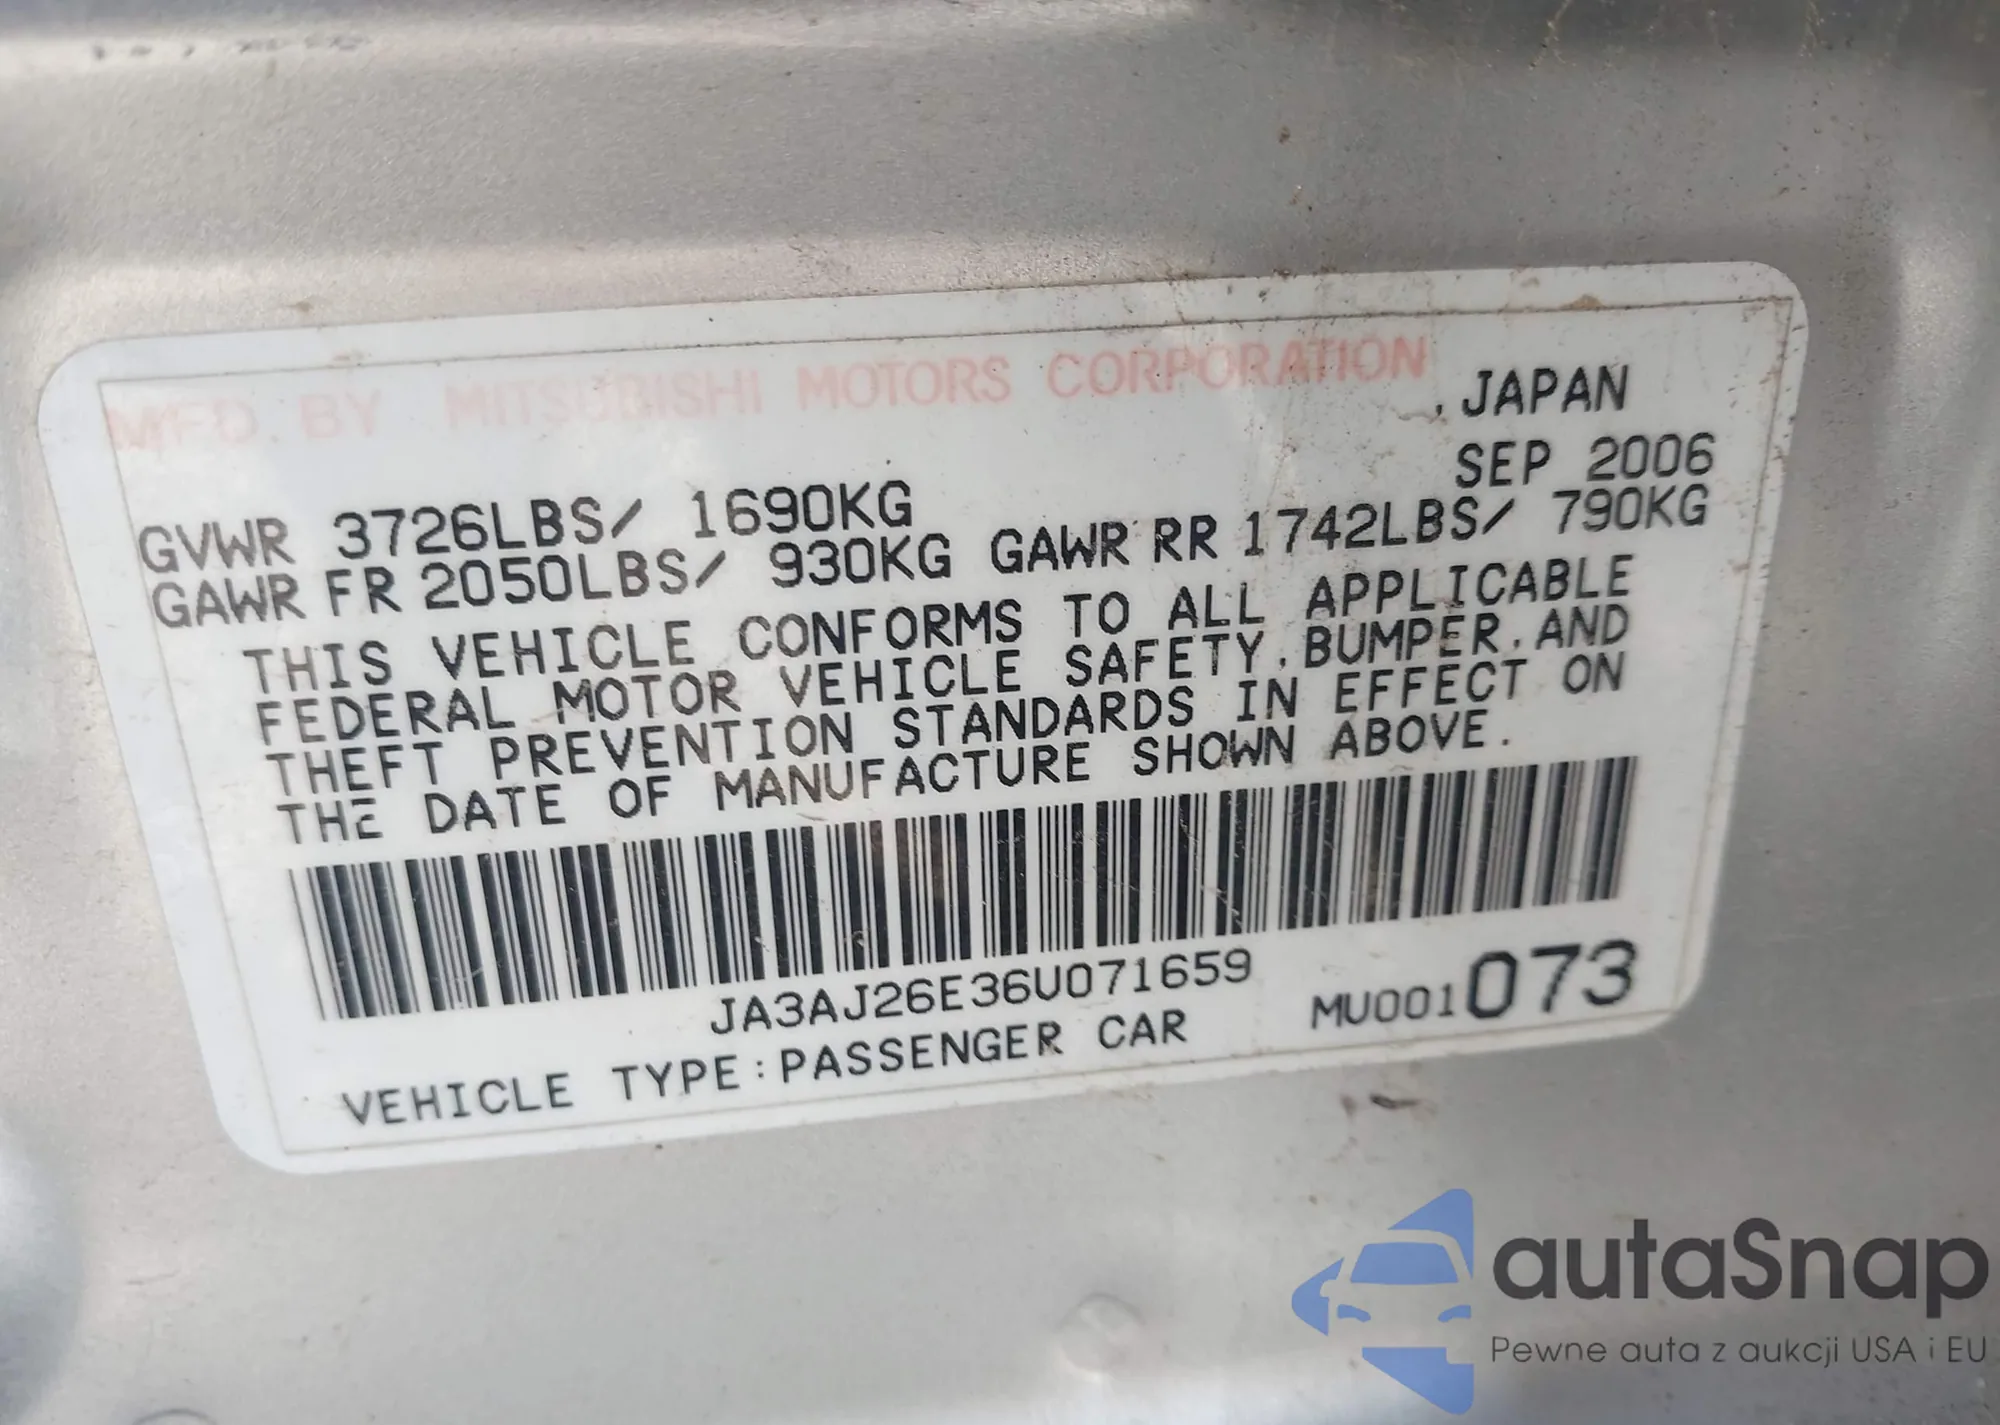 MFD. BY MITSUBISHI MOTORS CORPORATION
, JAPAN
SEP 2006
GVWR 3726LBS/ 1690KG
GAWR FR 2050LBS/ 930KG GAWR RR 1742LBS/ 790KG
THIS VEHICLE CONFORMS TO ALL APPLICABLE
FEDERAL MOTOR VEHICLE SAFETY, BUMPER, AND
THEFT PREVENTION STANDARDS IN EFFECT ON
THE DATE OF MANUFACTURE SHOWN ABOVE.
JA3AJ26E36U071659
MU001073
VEHICLE TYPE:PASSENGER CAR
autaSnap
Pewne auta z aukcji USA i EU